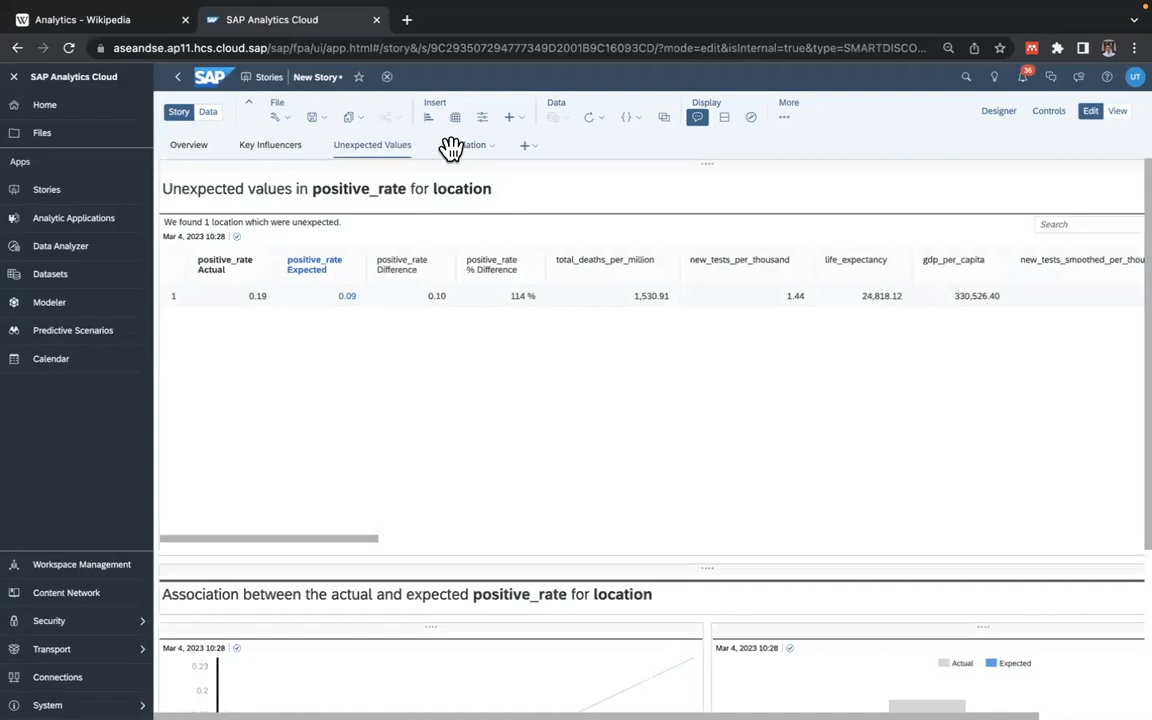 Analytics - Wikipedia
SAP Analytics Cloud
aseandse.ap11.hcs.cloud.sap/sap/fpa/ui/app.html#/story&/s/9C293507294777349D2001B9C16093CD/?mode=edit&isInternal=true&type=SMARTDISCO...
SAP Analytics Cloud
SAP
Stories
New Story
36
UT
Home
Files
Apps
Stories
Analytic Applications
Data Analyzer
Datasets
Modeler
Predictive Scenarios
Calendar
Workspace Management
Content Network
Security
Transport
Connections
System
Story
Data
File
Insert
Data
Display
More
Designer
Controls
Edit
View
Overview
Key Influencers
Unexpected Values
Unexpected values in positive_rate for location
We found 1 location which were unexpected.
Mar 4, 2023 10:28
Search
positive_rate Actual
positive_rate Expected
positive_rate Difference
positive_rate % Difference
total_deaths_per_million
new_tests_per_thousand
life_expectancy
gdp_per_capita
new_tests_smoothed_per_thou
1 0.19 0.09 0.10 114 % 1,530.91 1.44 24,818.12 330,526.40
Association between the actual and expected positive_rate for location
Mar 4, 2023 10:28
0.23
0.2
Mar 4, 2023 10:28
Actual
Expected